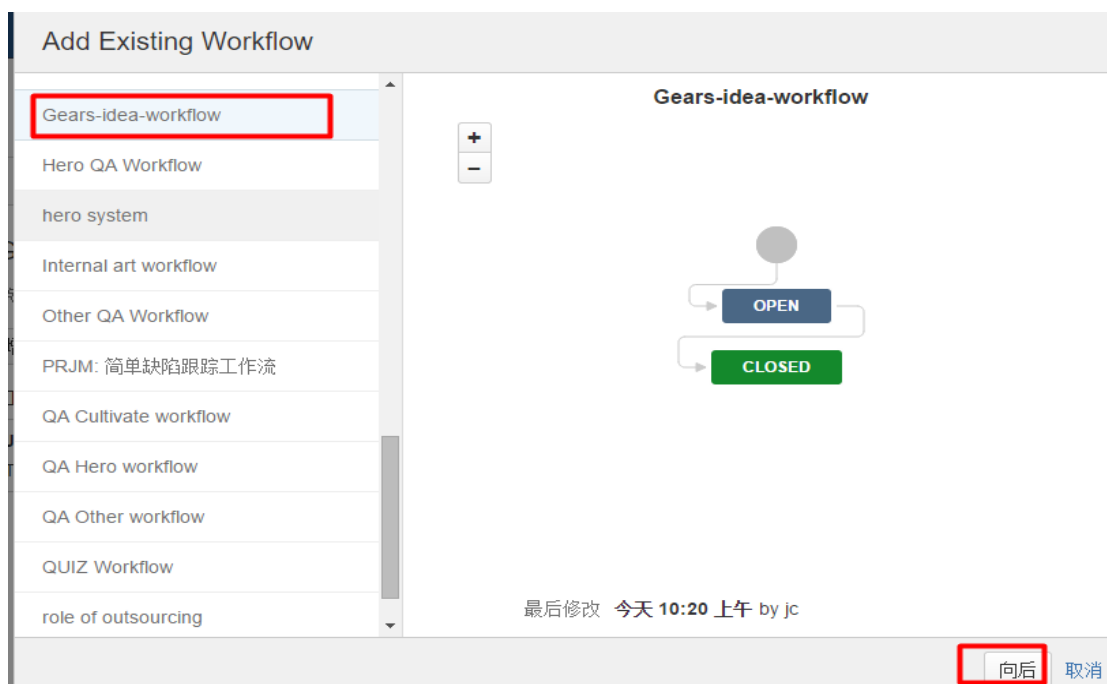 Add Existing Workflow
Gears-idea-workflow
Hero QA Workflow
hero system
Internal art workflow
Other QA Workflow
PRJM: 简单缺陷跟踪工作流
QA Cultivate workflow
QA Hero workflow
QA Other workflow
QUIZ Workflow
role of outsourcing
Gears-idea-workflow
+
−
OPEN
CLOSED
最后修改 今天 10:20 上午 by jc
向后 取消